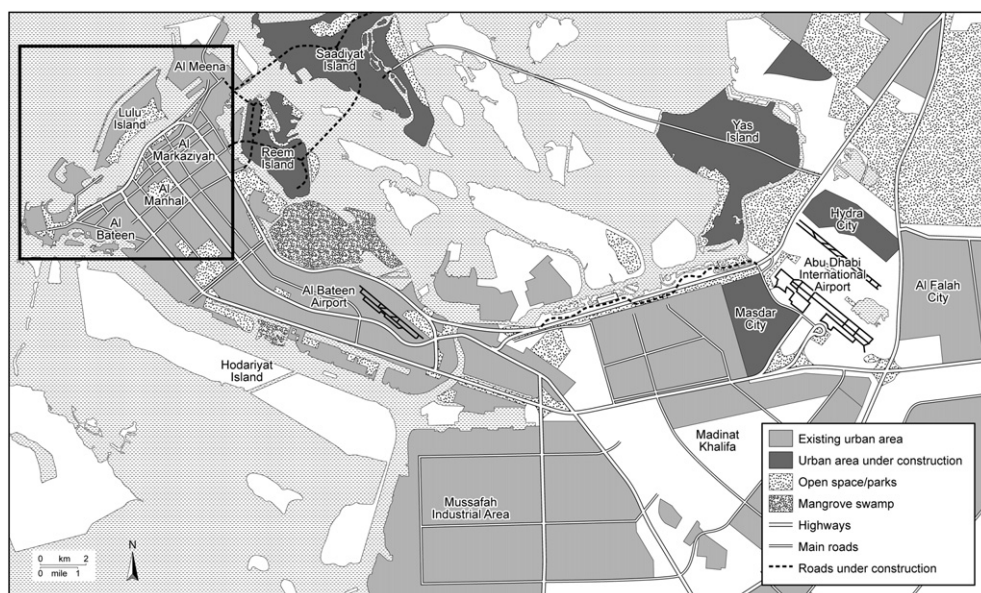 Al Meena
Saadiyat
Island
Lulu
Island
Al
Markaziyah
Reem
Island
Yas
Island
Al
Manhal
Al
Bateen
Hydra
City
Abu Dhabi
International
Airport
Al Falah
City
Al Bateen
Airport
Masdar
City
Hodariyat
Island
Madinat
Khalifa
Mussafah
Industrial Area
Existing urban area
Urban area under construction
Open space/parks
Mangrove swamp
Highways
Main roads
Roads under construction
0 km 2
0 mile 1
N